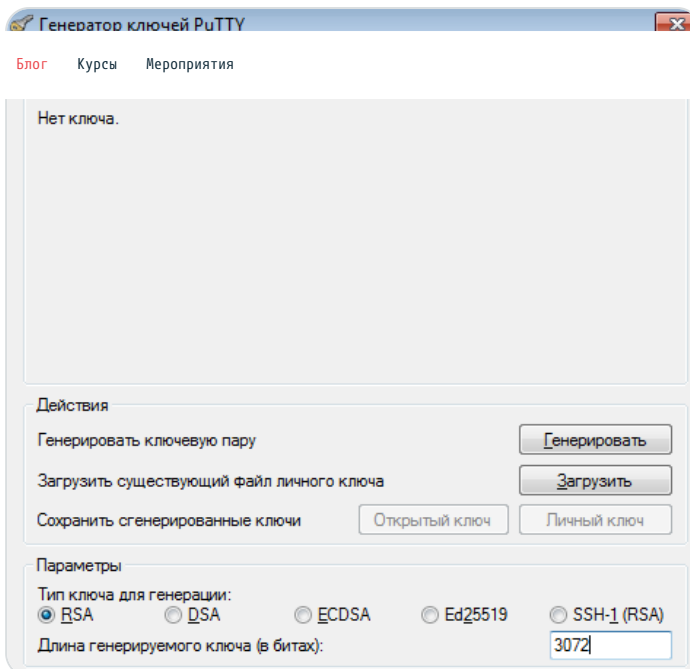 Генератор ключей PuTTY
Блог Курсы Мероприятия
Нет ключа.
Действия
Генерировать ключевую пару Генерировать
Загрузить существующий файл личного ключа Загрузить
Сохранить сгенерированные ключи Открытый ключ Личный ключ
Параметры
Тип ключа для генерации:
RSA DSA ECDSA Ed25519 SSH-1 (RSA)
Длина генерируемого ключа (в битах): 3072